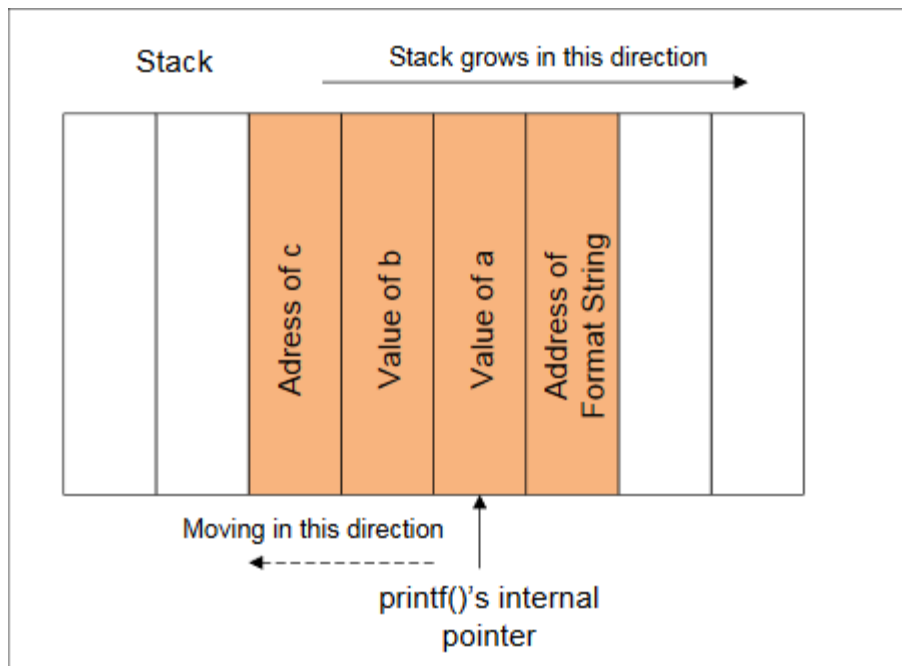 Stack
Stack grows in this direction
Adress of c
Value of b
Value of a
Address of
Format String
Moving in this direction
printf()'s internal
pointer